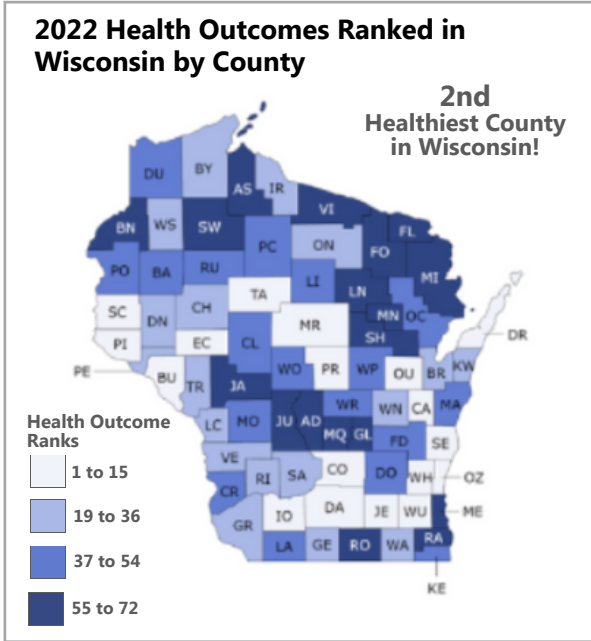 2022 Health Outcomes Ranked in
Wisconsin by County
2nd
Healthiest County
in Wisconsin!
DU
BY
AS
IR
VI
BN
WS
SW
FL
PC
ON
FO
PO
BA
RU
MI
LI
LN
TA
SC
CH
MN
OC
DN
MR
SH
DR
PI
EC
CL
PE
WO
PR
WP
OU
BR
KW
BU
TR
JA
WR
WN
CA
MA
LC
MO
JU
AD
MQ
GL
FD
SE
VE
CO
DO
WH
OZ
RI
SA
CR
DA
JE
WU
ME
IO
GR
LA
GE
RO
WA
RA
KE
Health Outcome
Ranks
1 to 15
19 to 36
37 to 54
55 to 72